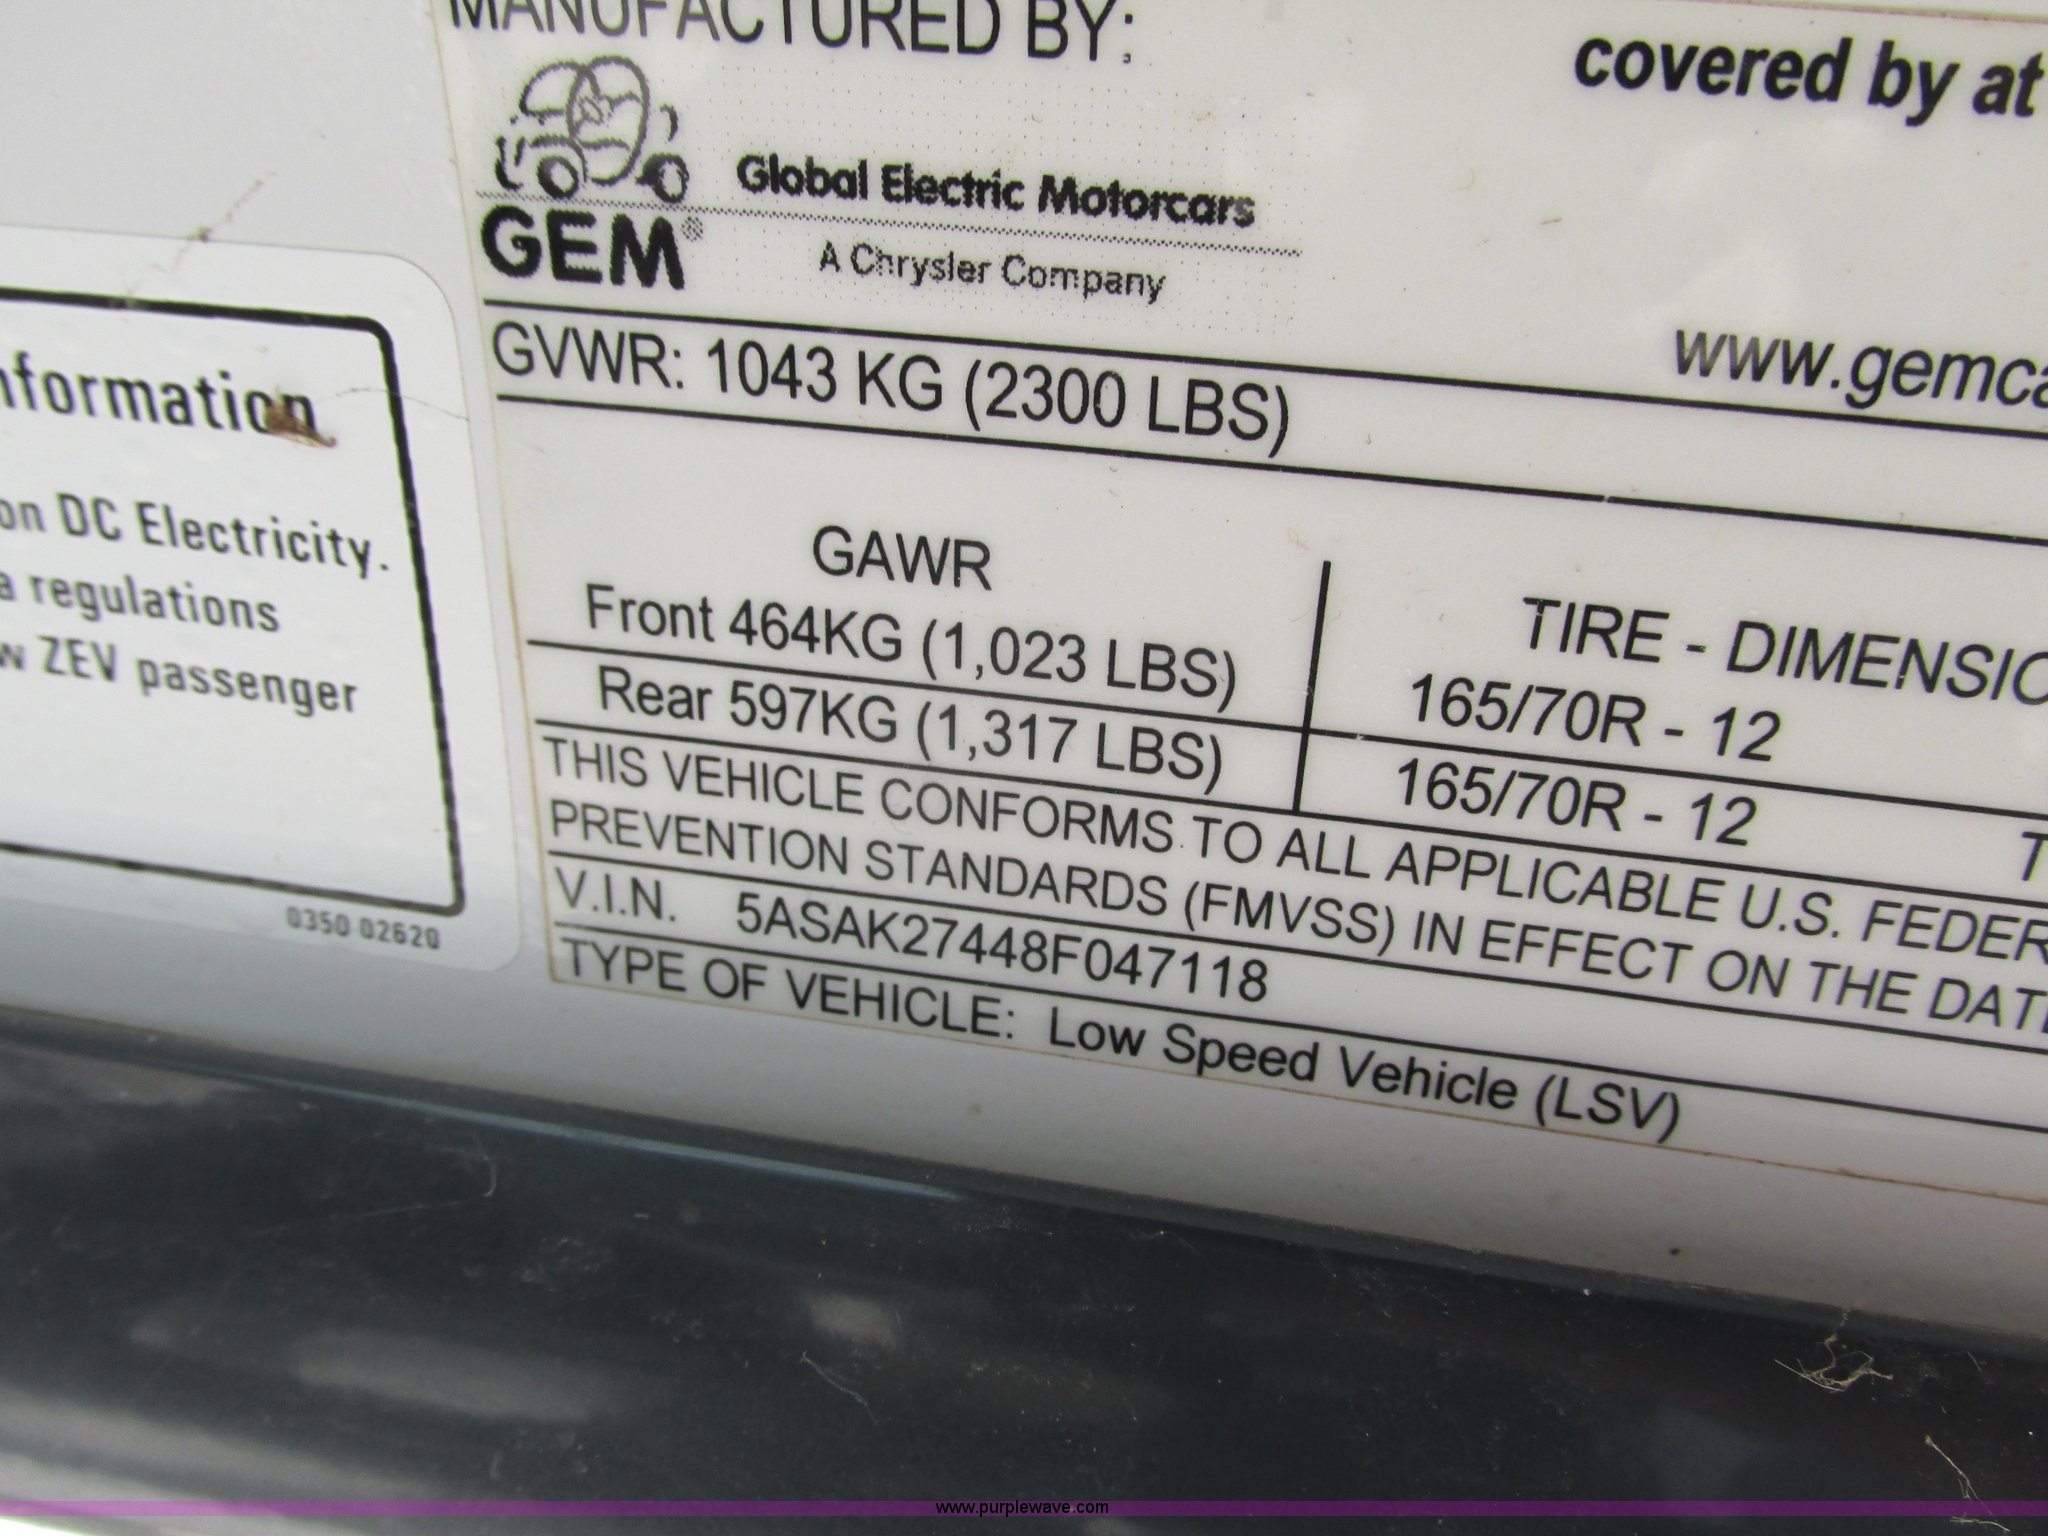 MANUFACTURED BY;
covered by at
Global Electric Motorcars
GEM®
A Chrysler Company
www.gemca
GVWR: 1043 KG (2300 LBS)
GAWR
TIRE - DIMENSIO
Front 464KG (1,023 LBS)
165/70R - 12
Rear 597KG (1,317 LBS)
165/70R - 12
T
THIS VEHICLE CONFORMS TO ALL APPLICABLE U.S. FEDER
PREVENTION STANDARDS (FMVSS) IN EFFECT ON THE DATE
V.I.N. 5ASAK27448F047118
TYPE OF VEHICLE: Low Speed Vehicle (LSV)
nformation
on DC Electricity.
a regulations
w ZEV passenger
0350 02620
www.purplewave.com